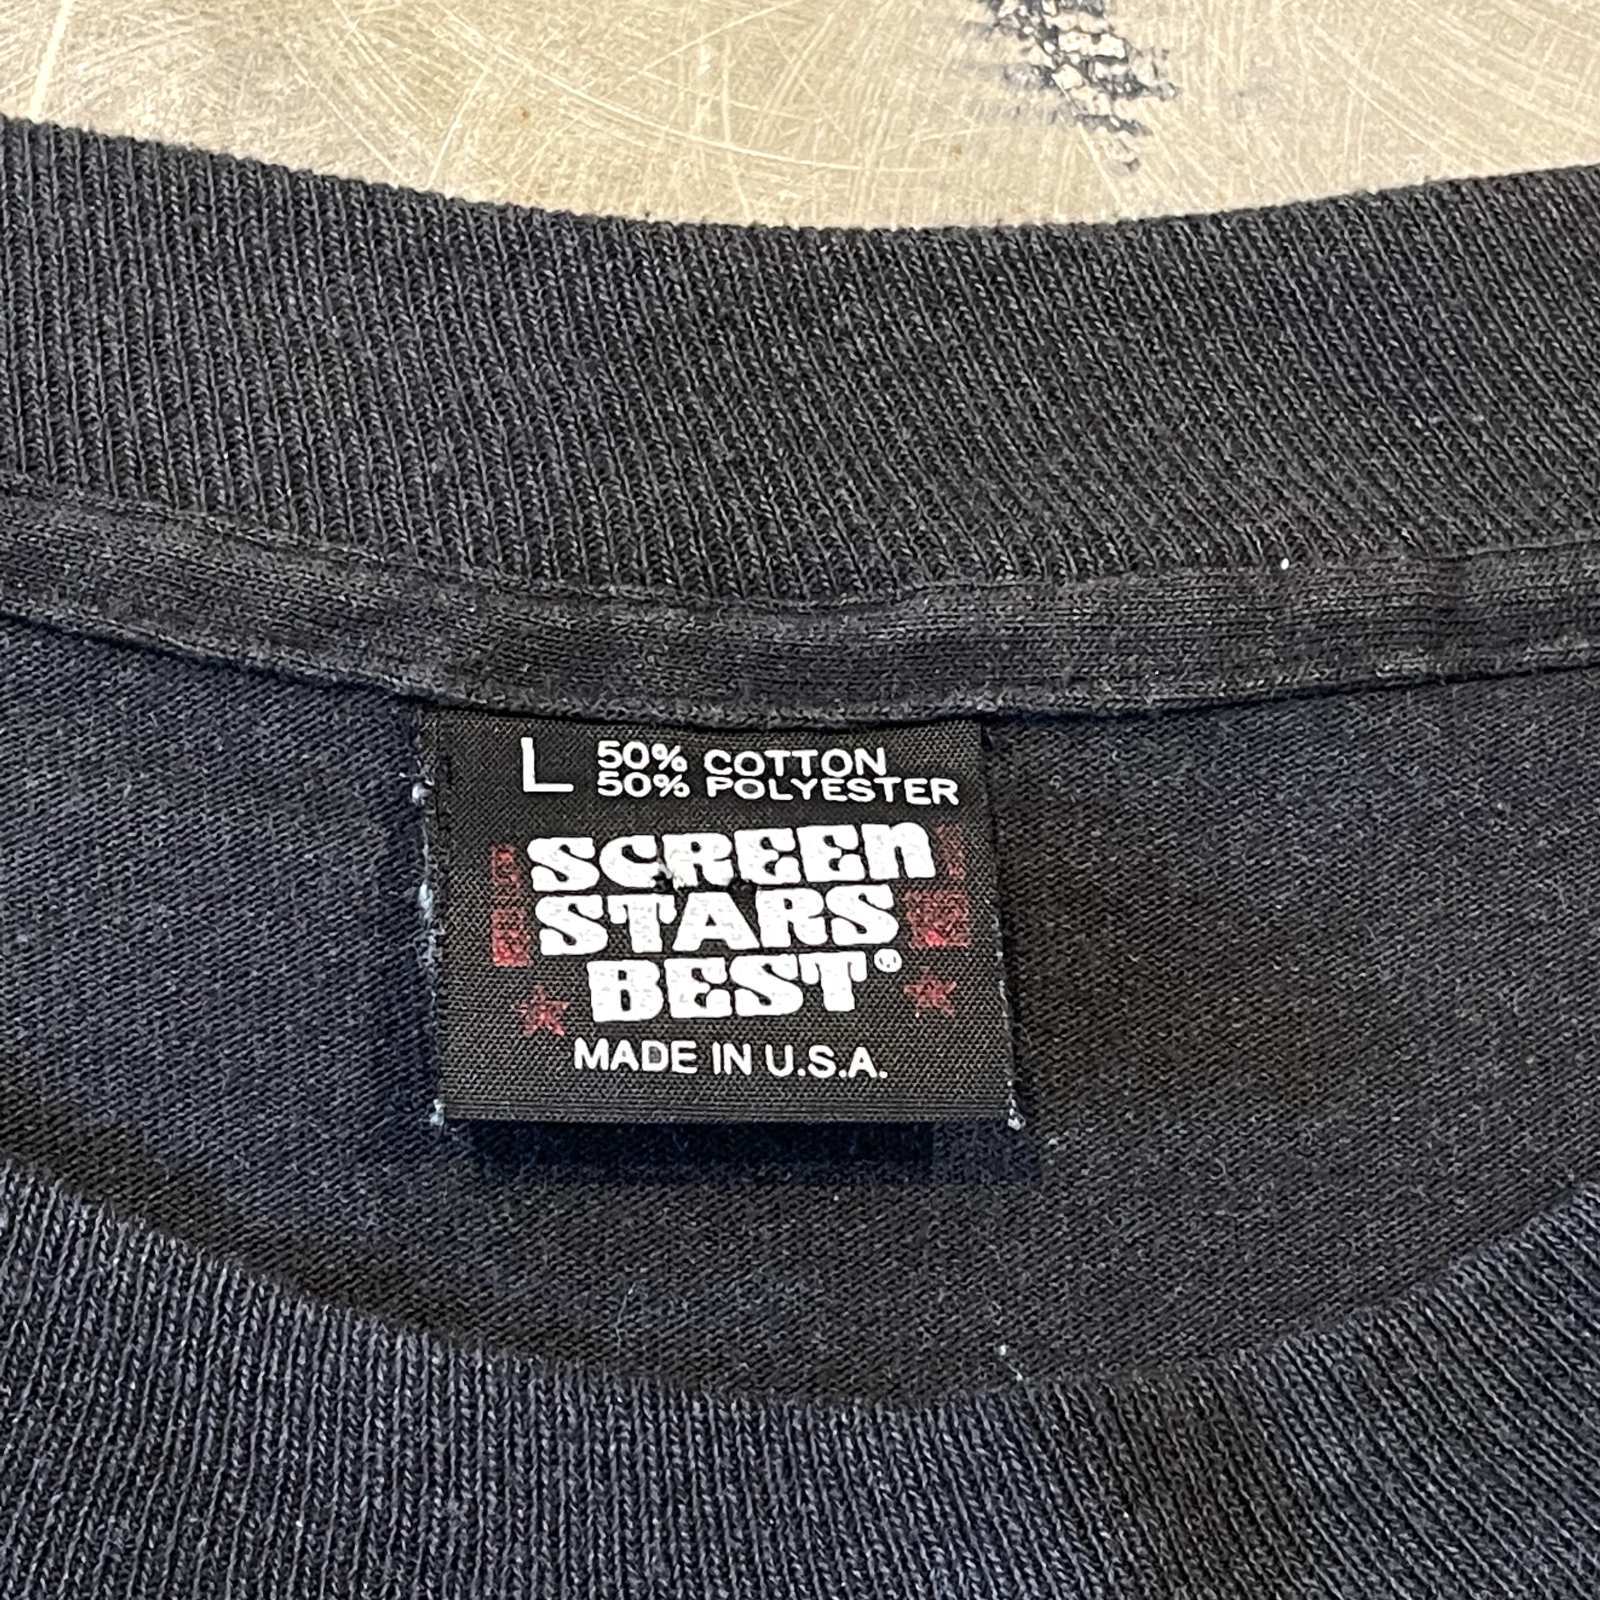 L 50% COTTON
50% POLYESTER
SCREEN
STARS
BEST®
MADE IN U.S.A.